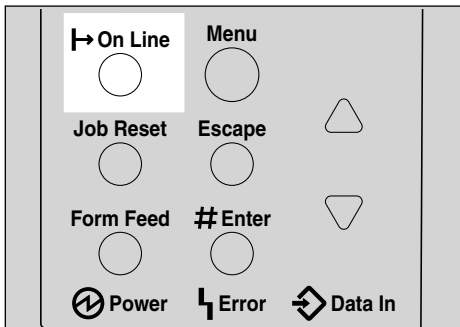 On Line Menu
Job Reset Escape
Form Feed # Enter
Power Error Data In